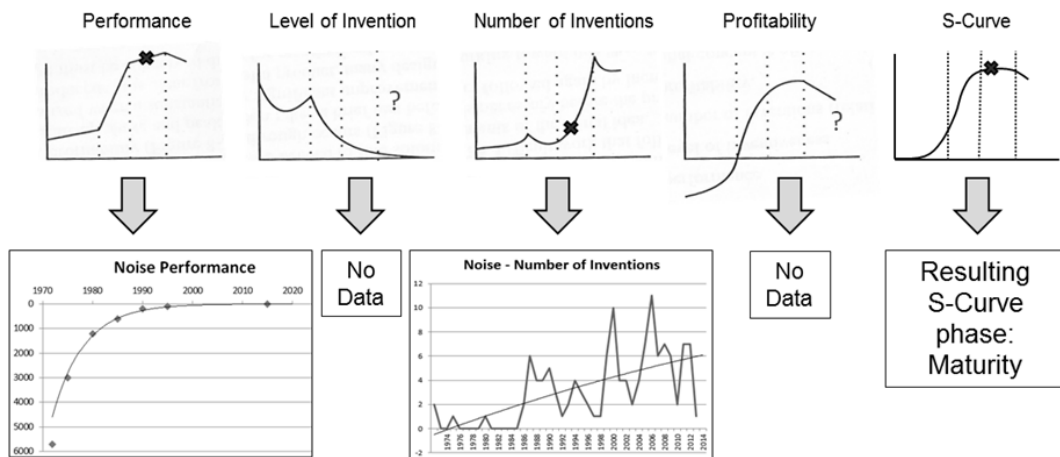 Performance
Level of Invention
Number of Inventions
Profitability
S-Curve
?
?
No
Data
No
Data
Resulting
S-Curve
phase:
Maturity
Noise Performance
1970 1980 1990 2000 2010 2020
0
1000
2000
3000
4000
5000
6000
Noise - Number of Inventions
12
10
8
6
4
2
0
-2
1974 1976 1978 1980 1982 1984 1986 1988 1990 1992 1994 1996 1998 2000 2002 2004 2006 2008 2010 2012 2014